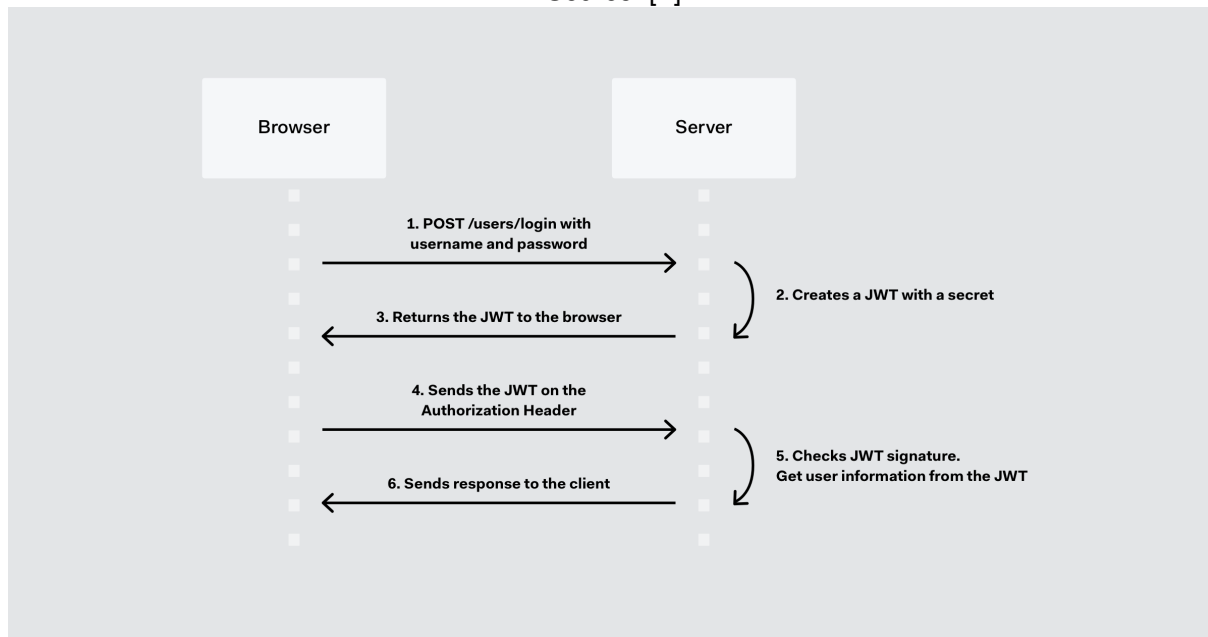 Browser
Server
1. POST /users/login with
username and password
2. Creates a JWT with a secret
3. Returns the JWT to the browser
4. Sends the JWT on the
Authorization Header
5. Checks JWT signature.
Get user information from the JWT
6. Sends response to the client